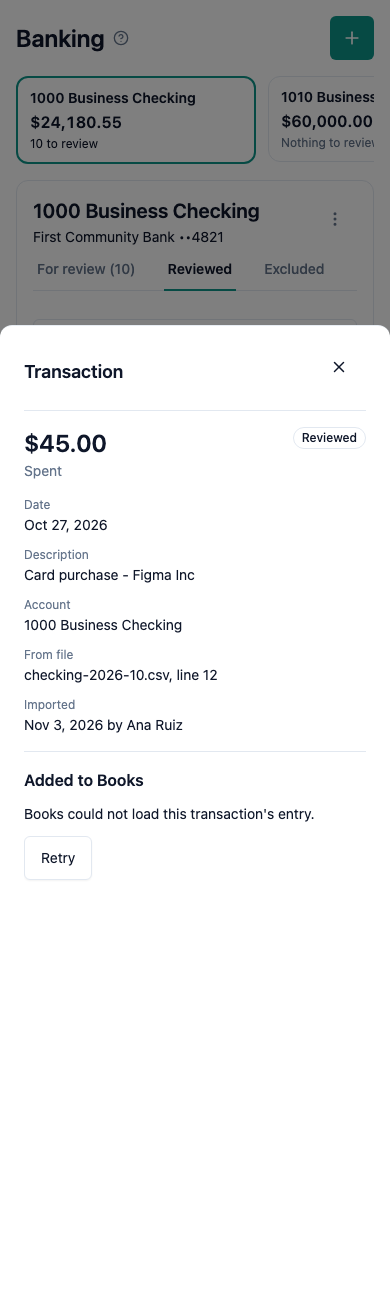 Banking
1000 Business Checking
$24,180.55
10 to review
1010 Business
$60,000.00
Nothing to review
1000 Business Checking
First Community Bank ••4821
For review (10)
Reviewed
Excluded
Transaction
$45.00
Reviewed
Spent
Date
Oct 27, 2026
Description
Card purchase - Figma Inc
Account
1000 Business Checking
From file
checking-2026-10.csv, line 12
Imported
Nov 3, 2026 by Ana Ruiz
Added to Books
Books could not load this transaction's entry.
Retry